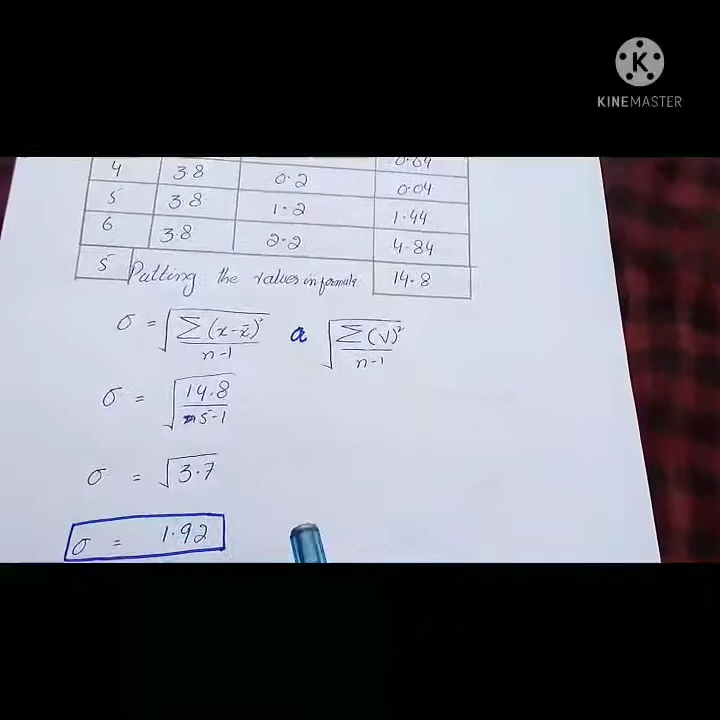 K
KINEMASTER
0.64
4 3.8 0.2 0.04
5 3.8 1.2 1.44
6 3.8 2.2 4.84
5 Putting the values in formula 14.8
σ = √(Σ(x-x̄)²/n-1) a √(Σ(v)²/n-1)
σ = √(14.8/5-1)
σ = √3.7
σ = 1.92